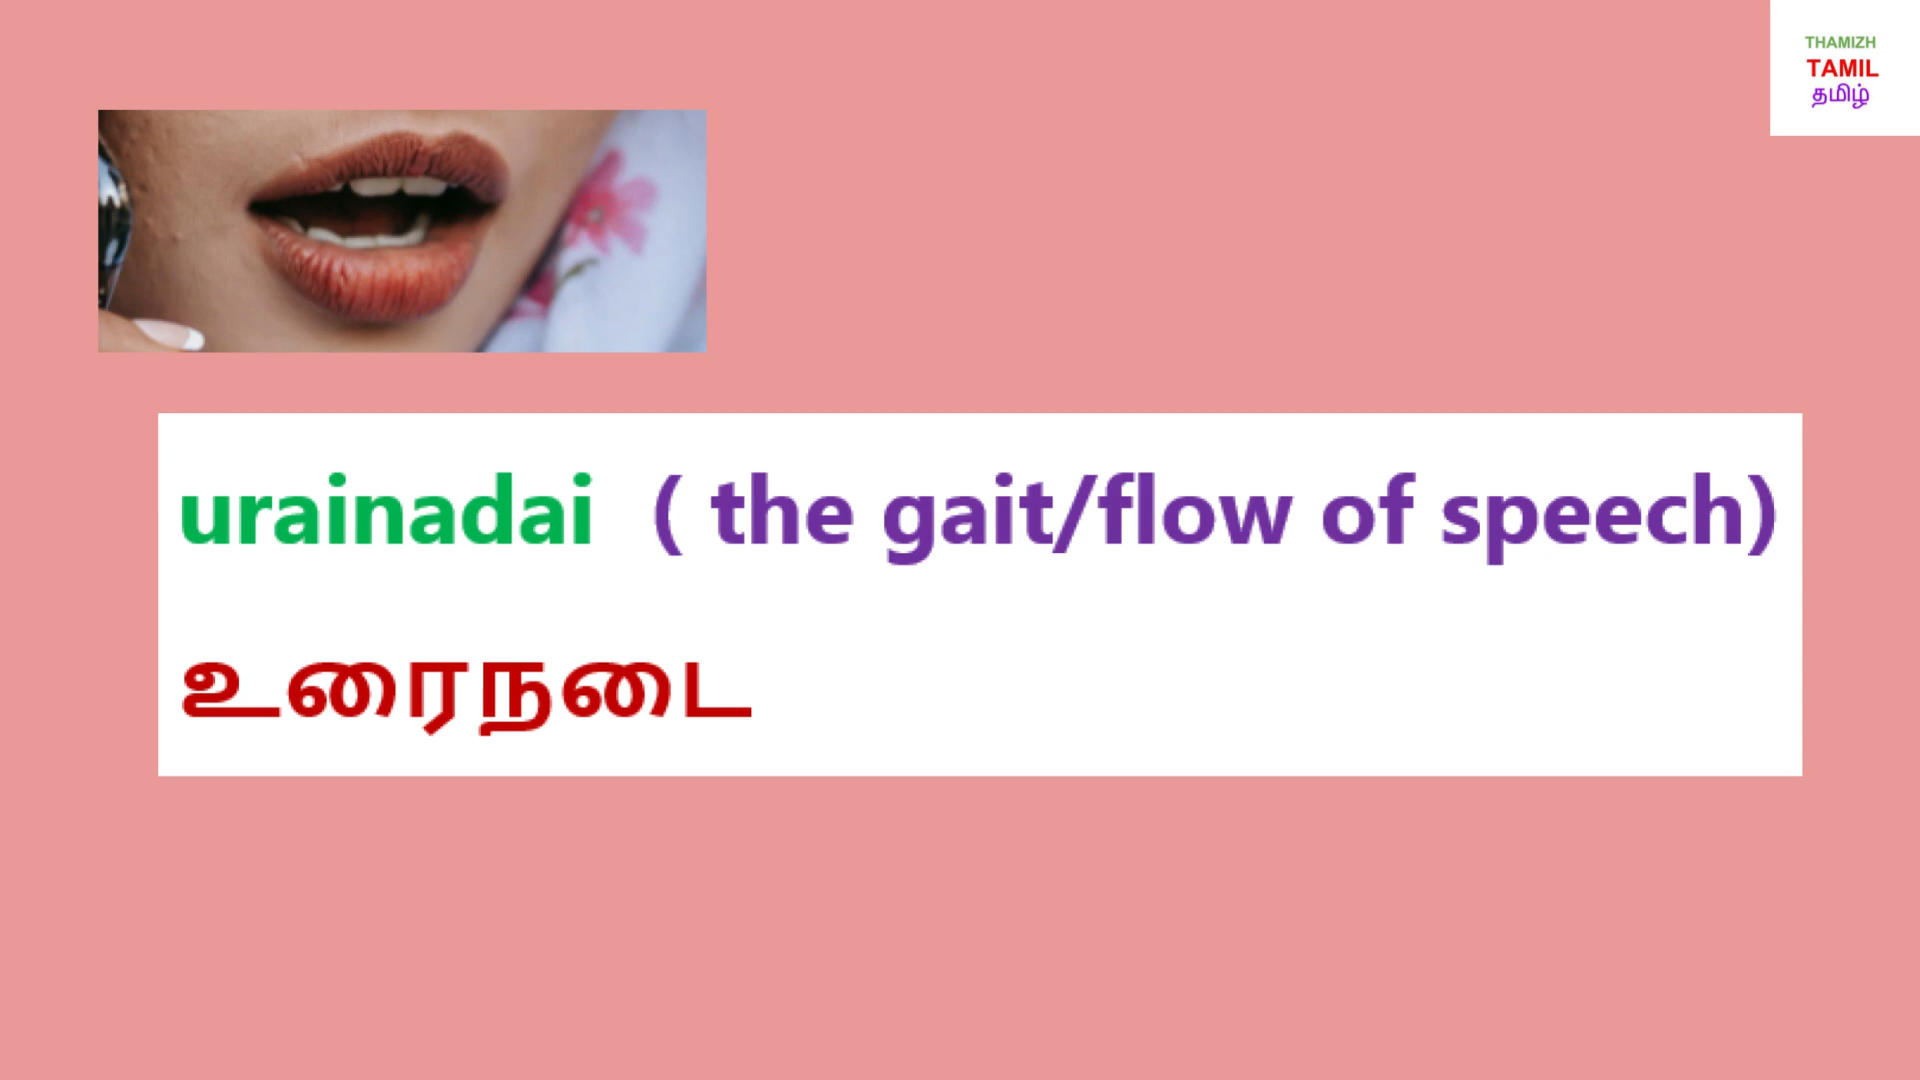 THAMIZH
TAMIL
தமிழ்
urainadai ( the gait/flow of speech)
உரைநடை